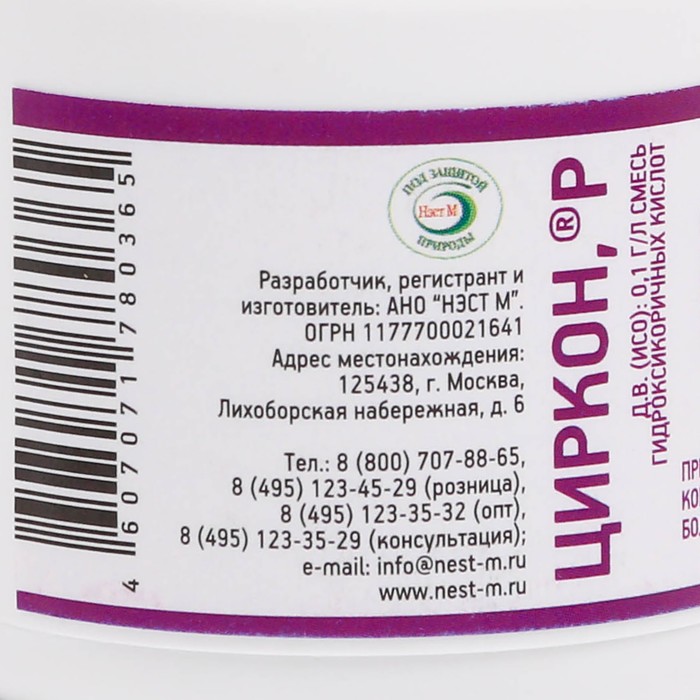 ПОД ЗАЩИТОЙ
Нэст М
ПРИРОДЫ
Разработчик, регистрант и
изготовитель: АНО “НЭСТ М”.
ОГРН 1177700021641
Адрес местонахождения:
125438, г. Москва,
Лихоборская набережная, д. 6
Тел.: 8 (800) 707-88-65,
8 (495) 123-45-29 (розница),
8 (495) 123-35-32 (опт),
8 (495) 123-35-29 (консультация);
e-mail: info@nest-m.ru
www.nest-m.ru
4 607071 780365
ЦИРКОН,® Р
Д.В. (ИСО): 0,1 Г/Л СМЕСЬ
ГИДРОКСИКОРИЧНЫХ КИСЛОТ